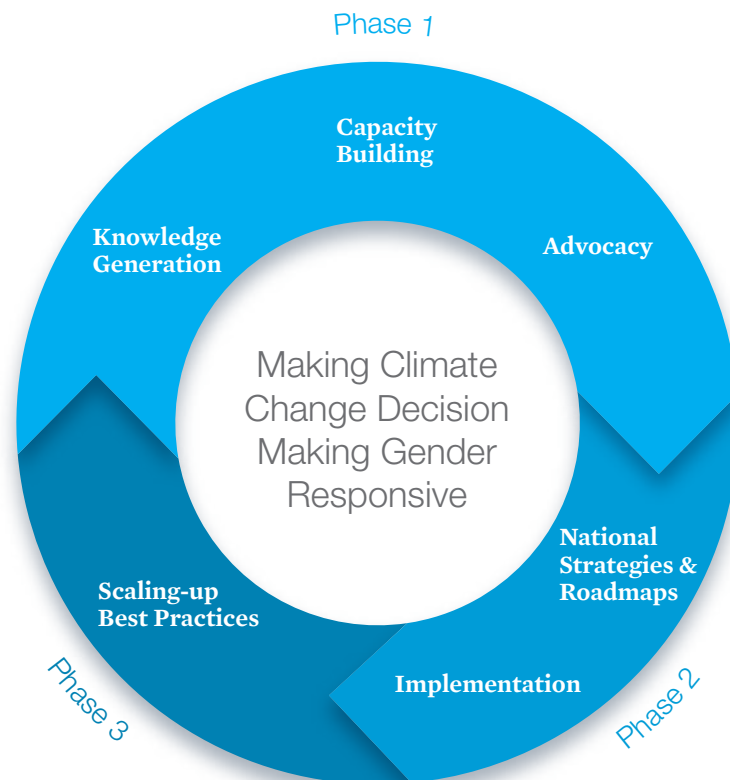 Phase 1
Capacity
Building
Knowledge
Generation
Advocacy
Making Climate
Change Decision
Making Gender
Responsive
National
Strategies &
Roadmaps
Scaling-up
Best Practices
Implementation
Phase 3
Phase 2